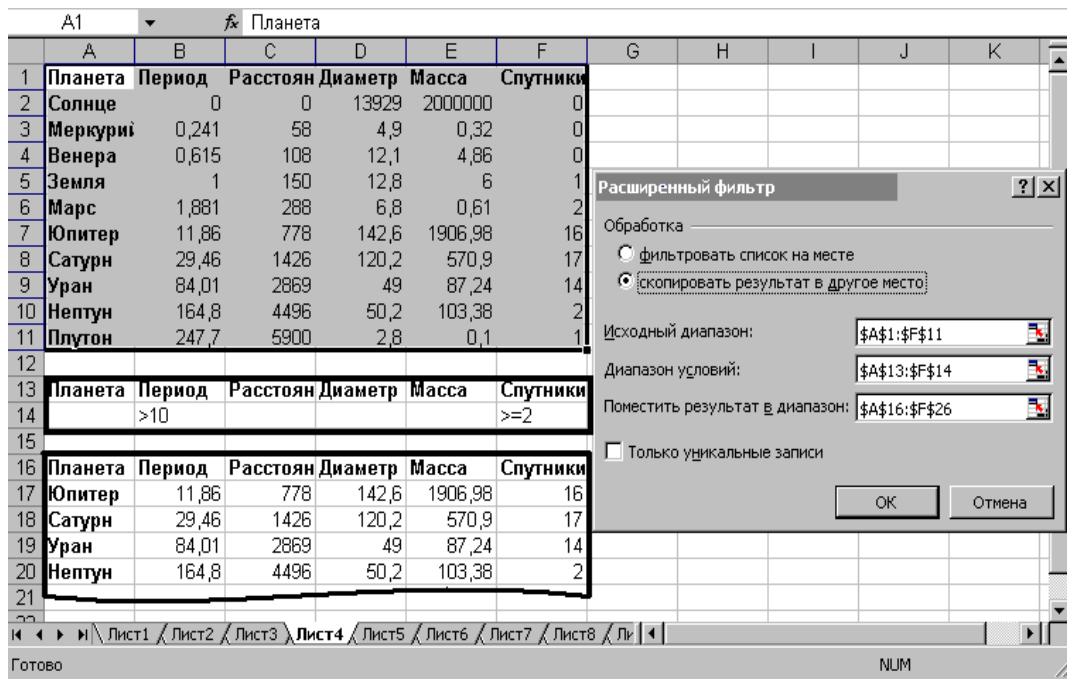 A1 fx Планета
A B C D E F G H I J K
1 Планета Период Расстоян Диаметр Масса Спутники
2 Солнце 0 0 13929 2000000 0
3 Меркурий 0,241 58 4,9 0,32 0
4 Венера 0,615 108 12,1 4,86 0
5 Земля 1 150 12,8 6 1
6 Марс 1,881 288 6,8 0,61 2
7 Юпитер 11,86 778 142,6 1906,98 16
8 Сатурн 29,46 1426 120,2 570,9 17
9 Уран 84,01 2869 49 87,24 14
10 Нептун 164,8 4496 50,2 103,38 2
11 Плутон 247,7 5900 2,8 0,1 1
12
13 Планета Период Расстоян Диаметр Масса Спутники
14 >10 >=2
15
16 Планета Период Расстоян Диаметр Масса Спутники
17 Юпитер 11,86 778 142,6 1906,98 16
18 Сатурн 29,46 1426 120,2 570,9 17
19 Уран 84,01 2869 49 87,24 14
20 Нептун 164,8 4496 50,2 103,38 2
21
Расширенный фильтр
Обработка
фильтровать список на месте
скопировать результат в другое место
Исходный диапазон: $A$1:$F$11
Диапазон условий: $A$13:$F$14
Поместить результат в диапазон: $A$16:$F$26
Только уникальные записи
ОК Отмена
Лист1 Лист2 Лист3 Лист4 Лист5 Лист6 Лист7 Лист8 Ли
Готово NUM